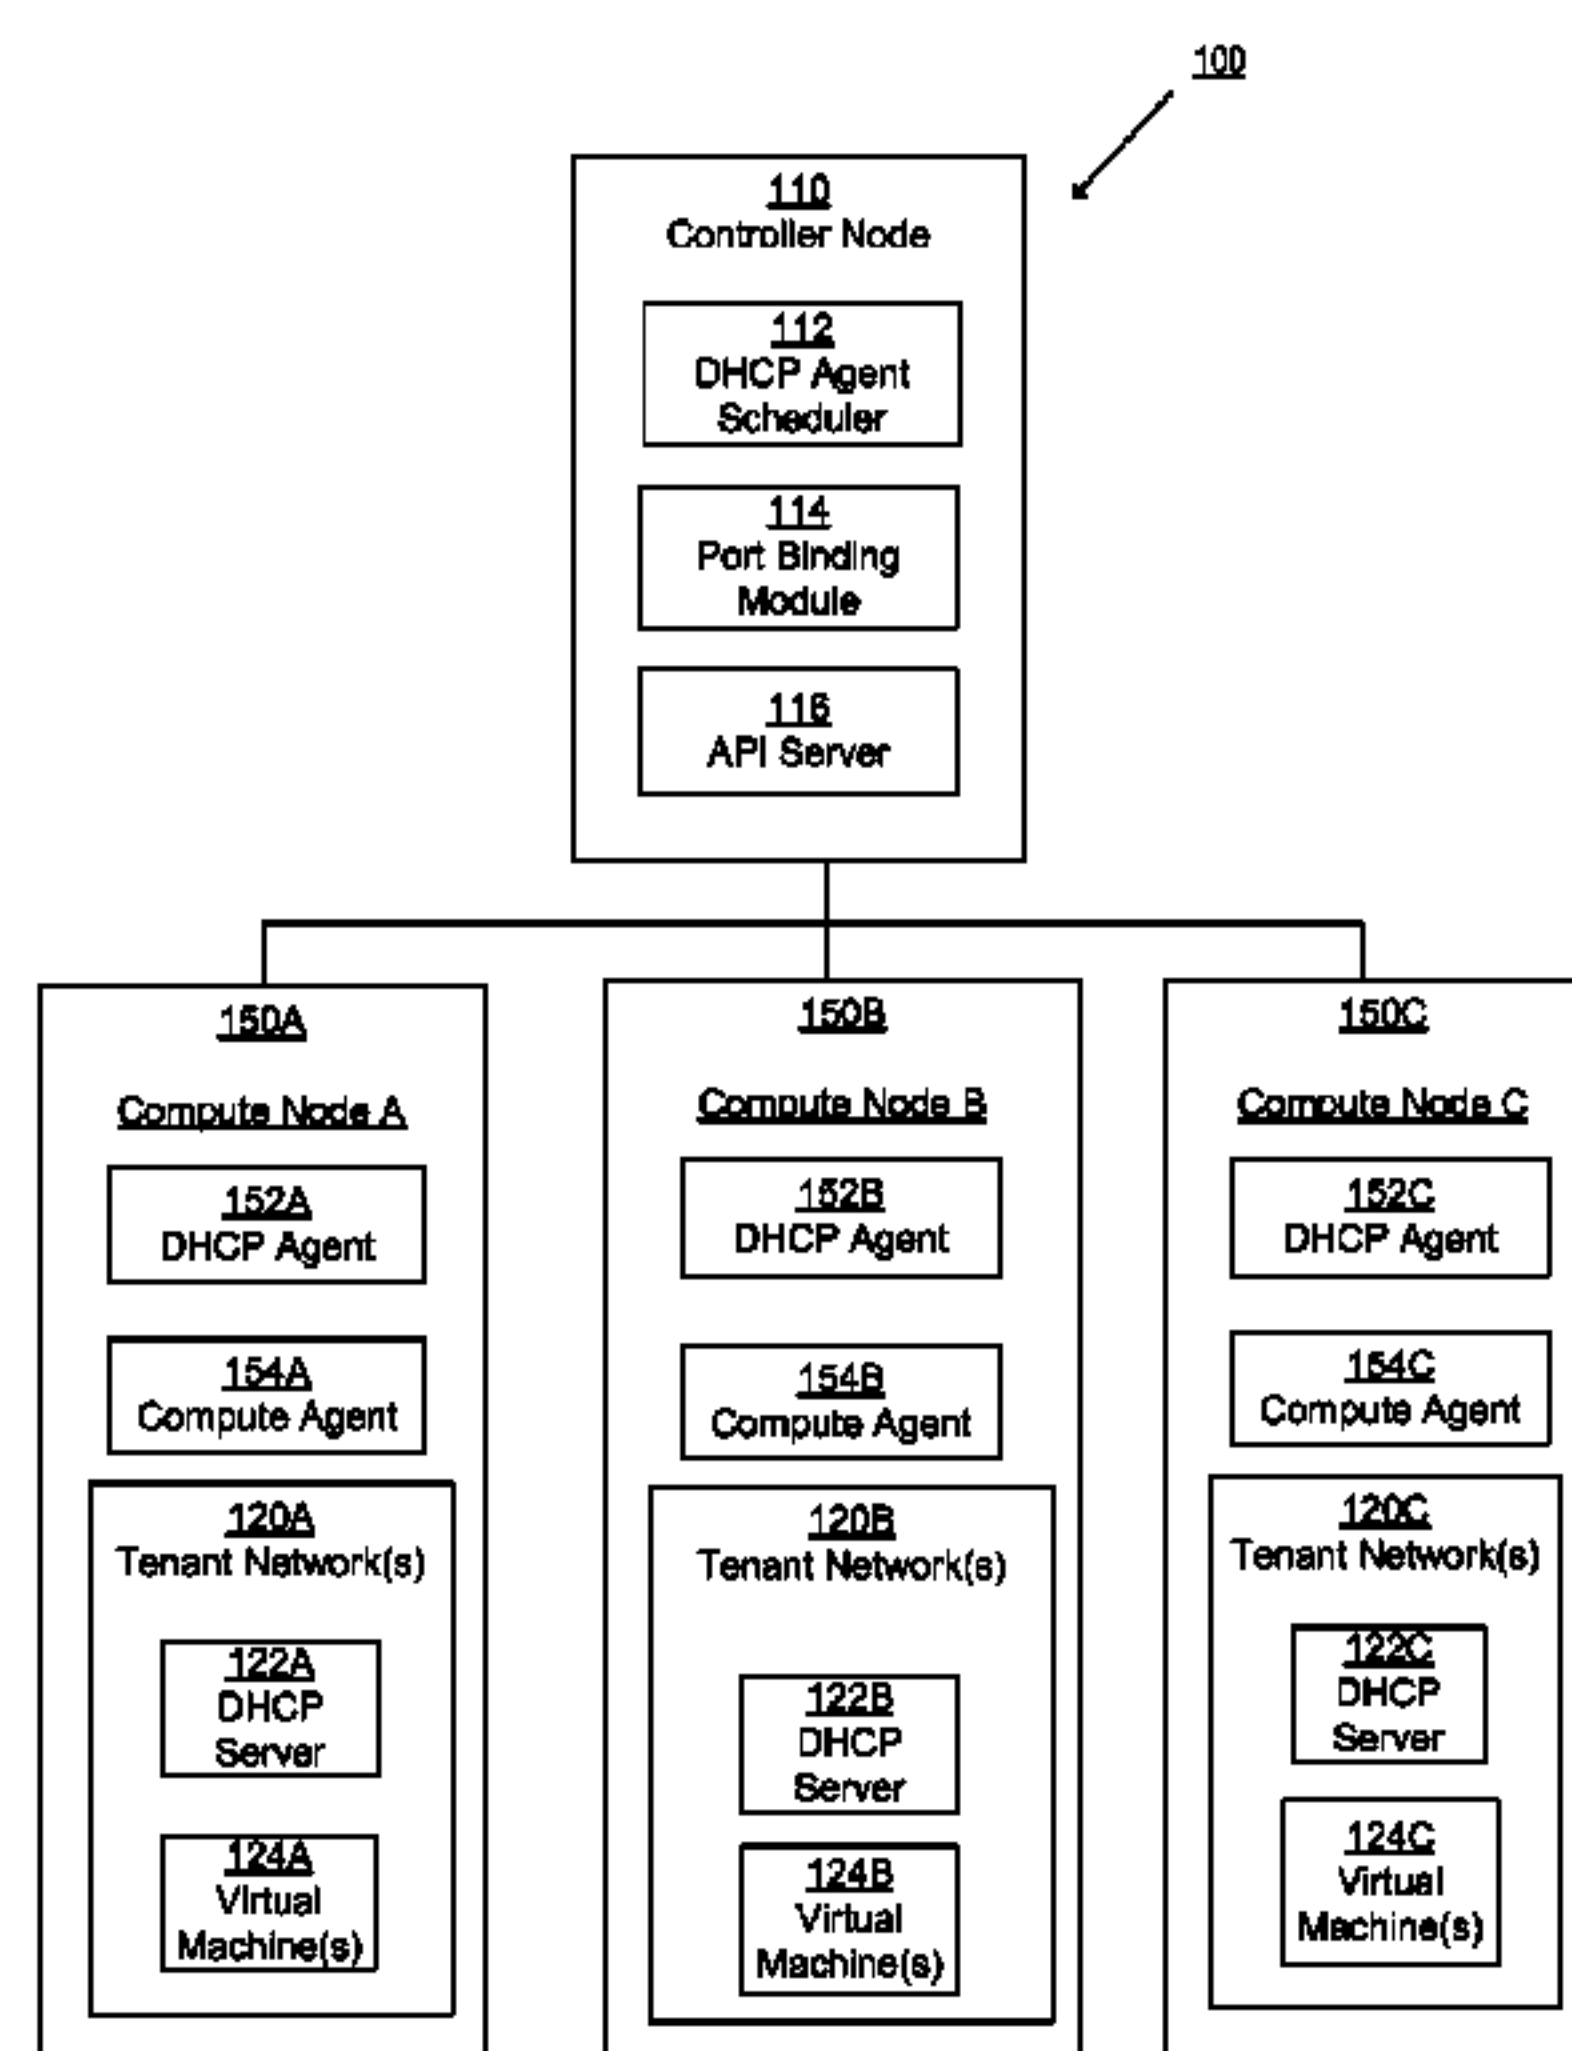 100
110
Controller Node
112
DHCP Agent
Scheduler
114
Port Binding
Module
116
API Server
150A
Compute Node A
152A
DHCP Agent
154A
Compute Agent
120A
Tenant Network(s)
122A
DHCP
Server
124A
Virtual
Machine(s)
150B
Compute Node B
152B
DHCP Agent
154B
Compute Agent
120B
Tenant Network(s)
122B
DHCP
Server
124B
Virtual
Machine(s)
150C
Compute Node C
152C
DHCP Agent
154C
Compute Agent
120C
Tenant Network(s)
122C
DHCP
Server
124C
Virtual
Machine(s)